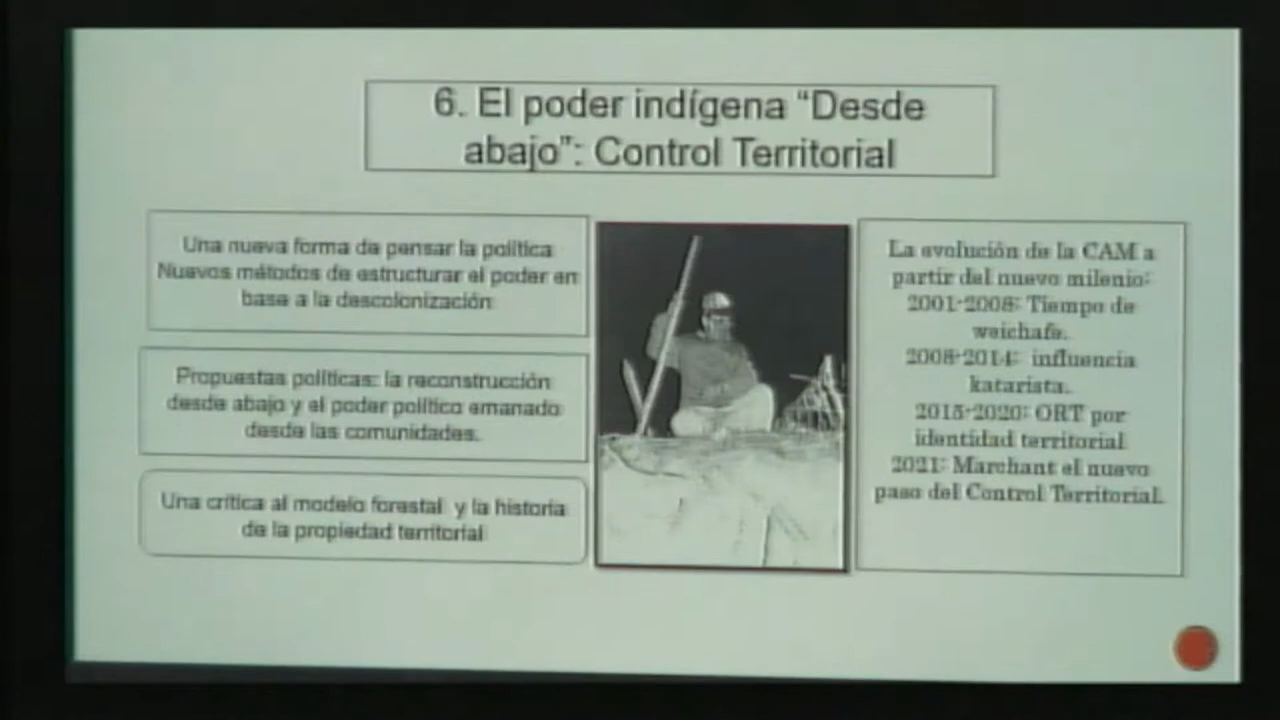 6. El poder indígena “Desde
abajo”: Control Territorial
Una nueva forma de pensar la política
Nuevos métodos de estructurar el poder en
base a la descolonización
Propuestas políticas: la reconstrucción
desde abajo y el poder político emanado
desde las comunidades.
Una crítica al modelo forestal y la historia
de la propiedad territorial
La evolución de la CAM a
partir del nuevo milenio:
2001-2008: Tiempo de
weichafe.
2008-2014: influencia
katarista.
2015-2020: ORT por
identidad territorial
2021: Marchant el nuevo
paso del Control Territorial.